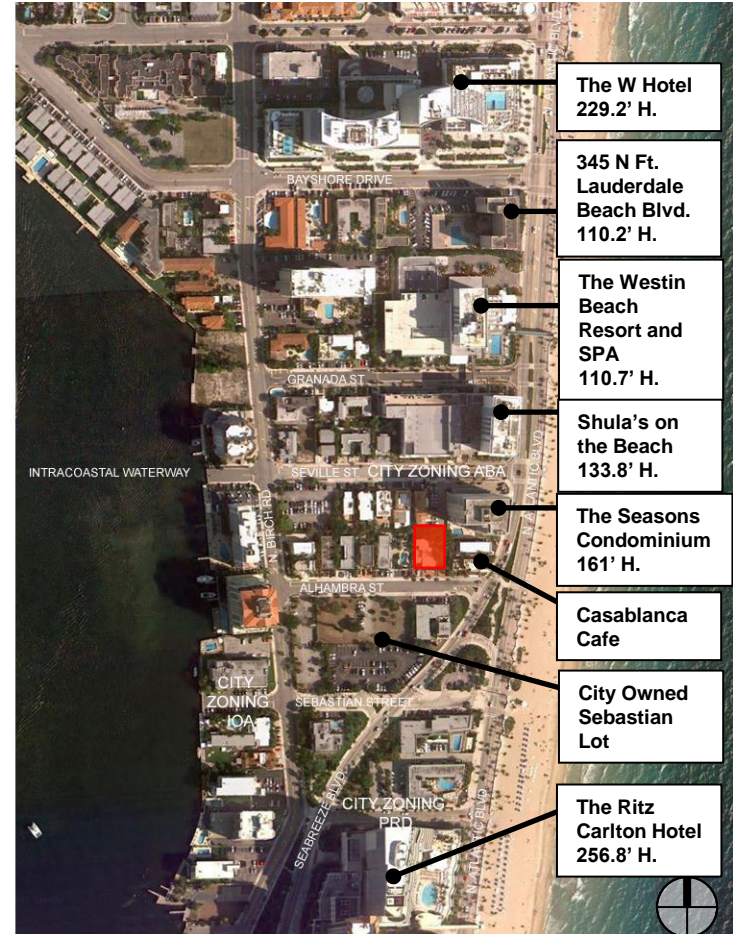 The W Hotel
229.2' H.
345 N Ft.
Lauderdale
Beach Blvd.
110.2' H.
The Westin
Beach
Resort and
SPA
110.7' H.
Shula's on
the Beach
133.8' H.
The Seasons
Condominium
161' H.
Casablanca
Cafe
City Owned
Sebastian
Lot
The Ritz
Carlton Hotel
256.8' H.
BAYSHORE DRIVE
GRANADA ST
INTRACOASTAL WATERWAY
SEVILLE ST.
CITY ZONING ABA
N ATLANTIC BLVD
N BIRCH RD
ALHAMBRA ST
CITY
ZONING
IOA
SEBASTIAN STREET
SEABREEZE BLVD.
CITY ZONING
PRD
N ATLANTIC BLVD